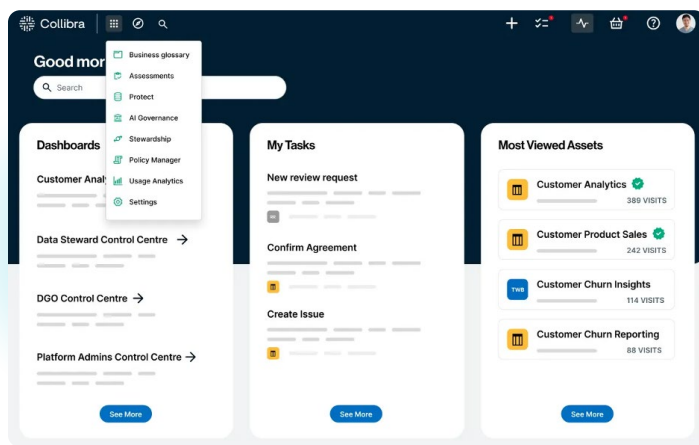 Collibra
Good mor
Search
Business glossary
Assessments
Protect
AI Governance
Stewardship
Policy Manager
Usage Analytics
Settings
Dashboards
Customer Anal
Data Steward Control Centre →
DGO Control Centre →
Platform Admins Control Centre →
See More
My Tasks
New review request
Confirm Agreement
Create Issue
See More
Most Viewed Assets
Customer Analytics
389 VISITS
Customer Product Sales
242 VISITS
TWB
Customer Churn Insights
114 VISITS
Customer Churn Reporting
88 VISITS
See More